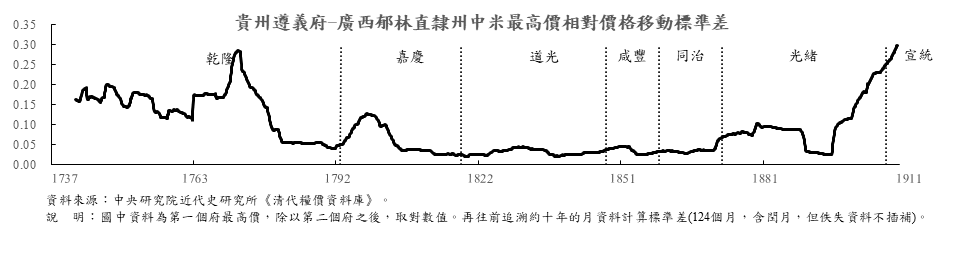 貴州遵義府-廣西郁林直隸州中米最高價相對價格移動標準差
0.35
0.30
0.25
0.20
0.15
0.10
0.05
0.00
乾隆 嘉慶 道光 咸豐 同治 光緒 宣統
1737 1763 1792 1822 1851 1881 1911
資料來源：中央研究院近代史研究所《清代糧價資料庫》。
說　明：圖中資料為第一個府最高價，除以第二個府之後，取對數值。再往前追溯約十年的月資料計算標準差(124個月，含閏月，但佚失資料不插補)。